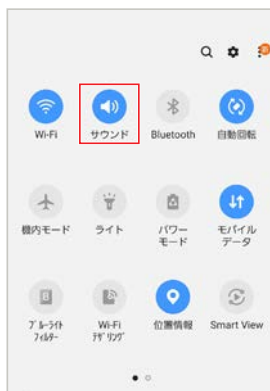 Wi-Fi
サウンド
Bluetooth
自動回転
機内モード
ライト
パワー
モード
モバイル
データ
ブルーライト
フィルター
Wi-Fi
テザリング
位置情報
Smart View